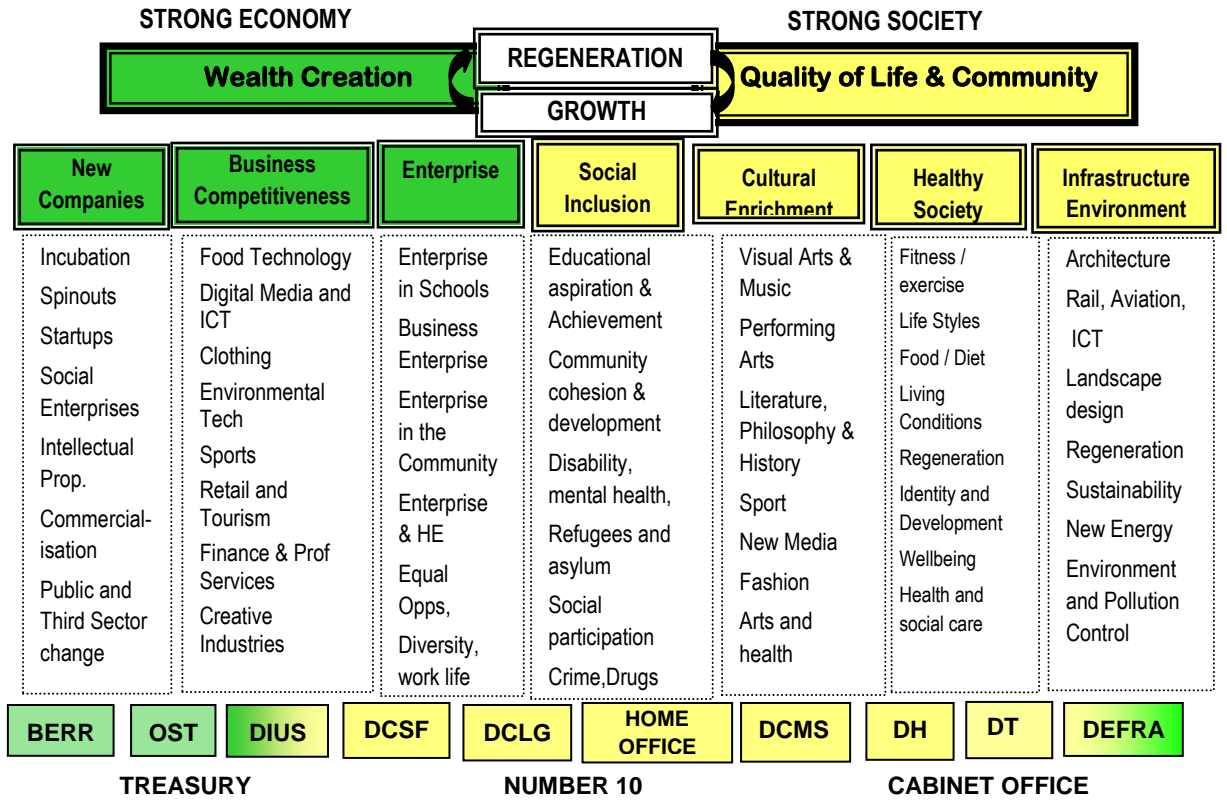 STRONG ECONOMY
STRONG SOCIETY
Wealth Creation
REGENERATION
GROWTH
Quality of Life & Community
New
Companies
Business
Competitiveness
Enterprise
Social
Inclusion
Cultural
Enrichment
Healthy
Society
Infrastructure
Environment
Incubation
Spinouts
Startups
Social
Enterprises
Intellectual
Prop.
Commercial-
isation
Public and
Third Sector
change
Food Technology
Digital Media and
ICT
Clothing
Environmental
Tech
Sports
Retail and
Tourism
Finance & Prof
Services
Creative
Industries
Enterprise
in Schools
Business
Enterprise
Enterprise
in the
Community
Enterprise
& HE
Equal
Opps,
Diversity,
work life
Educational
aspiration &
Achievement
Community
cohesion &
development
Disability,
mental health,
Refugees and
asylum
Social
participation
Crime,Drugs
Visual Arts &
Music
Performing
Arts
Literature,
Philosophy &
History
Sport
New Media
Fashion
Arts and
health
Fitness /
exercise
Life Styles
Food / Diet
Living
Conditions
Regeneration
Identity and
Development
Wellbeing
Health and
social care
Architecture
Rail, Aviation,
ICT
Landscape
design
Regeneration
Sustainability
New Energy
Environment
and Pollution
Control
BERR
OST
DIUS
DCSF
DCLG
HOME
OFFICE
DCMS
DH
DT
DEFRA
TREASURY
NUMBER 10
CABINET OFFICE